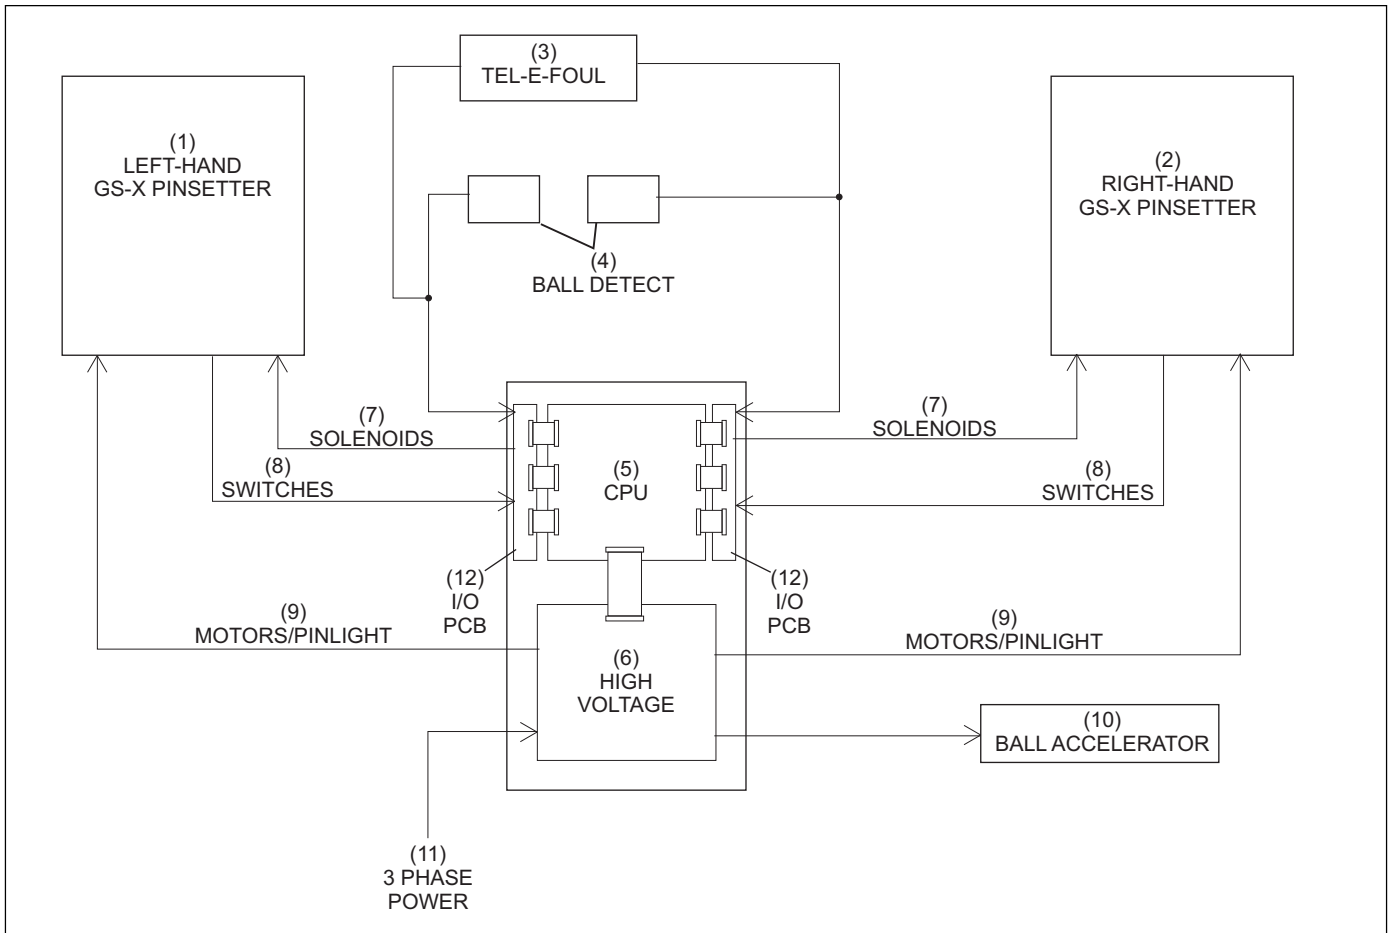 (3)
TEL-E-FOUL
(1)
LEFT-HAND
GS-X PINSETTER
(2)
RIGHT-HAND
GS-X PINSETTER
(4)
BALL DETECT
(7)
SOLENOIDS
(7)
SOLENOIDS
(8)
SWITCHES
(5)
CPU
(8)
SWITCHES
(12)
I/O
PCB
(12)
I/O
PCB
(9)
MOTORS/PINLIGHT
(6)
HIGH
VOLTAGE
(9)
MOTORS/PINLIGHT
(10)
BALL ACCELERATOR
(11)
3 PHASE
POWER